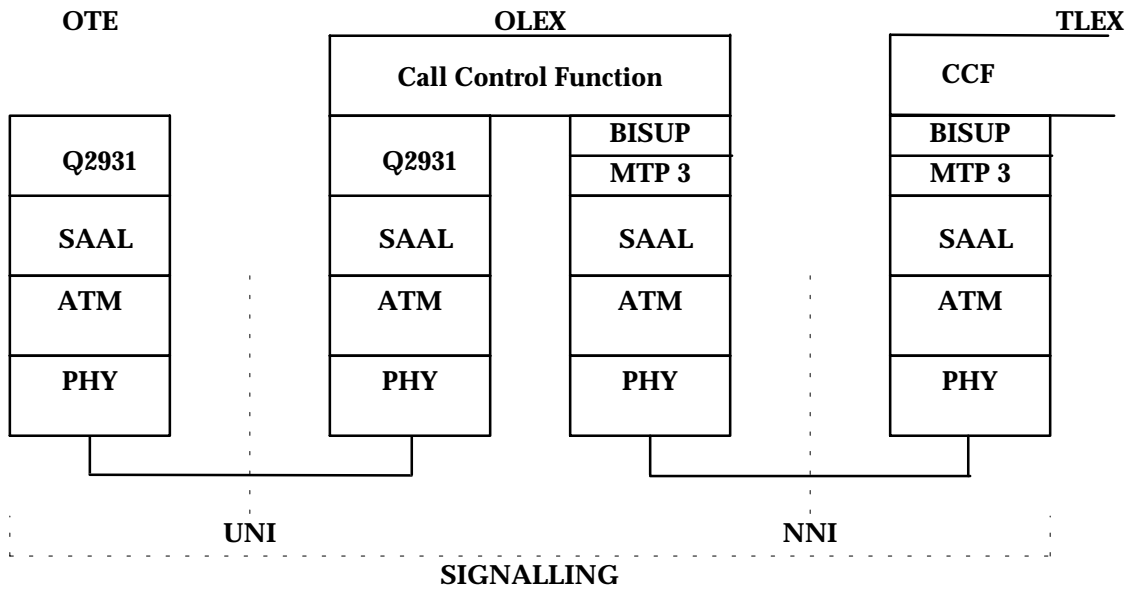 OTE OLEX TLEX
Call Control Function CCF
BISUP BISUP
Q2931 Q2931
MTP 3 MTP 3
SAAL SAAL SAAL SAAL
ATM ATM ATM ATM
PHY PHY PHY PHY
UNI NNI
SIGNALLING